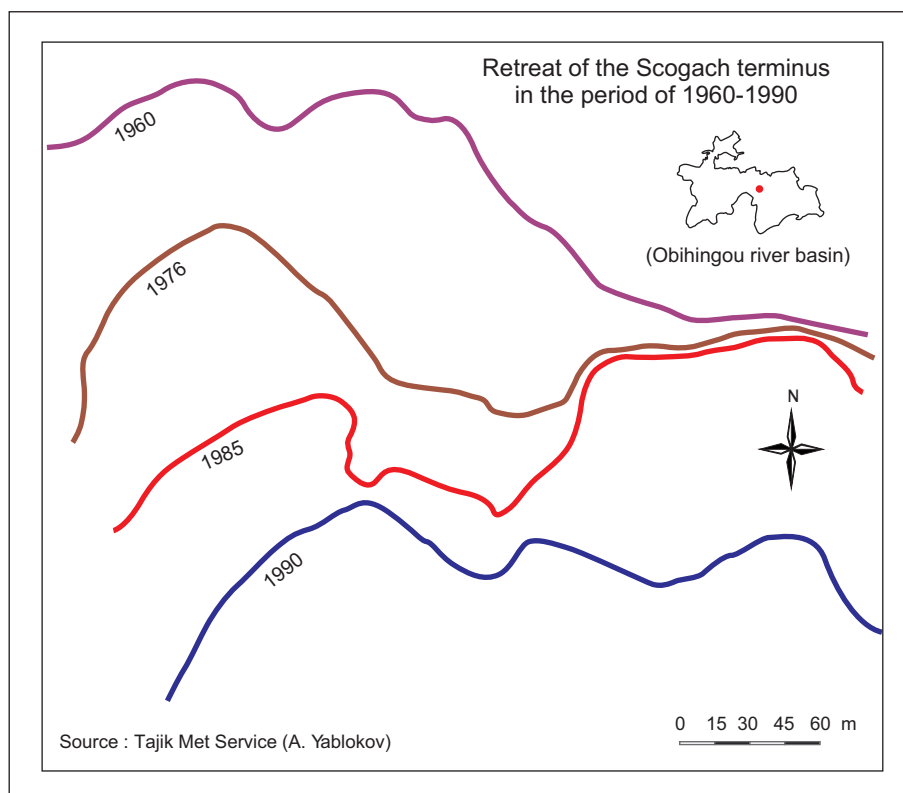 Retreat of the Scogach terminus
in the period of 1960-1990
1960
(Obihingou river basin)
1976
N
1985
1990
0 15 30 45 60 m
Source : Tajik Met Service (A. Yablokov)